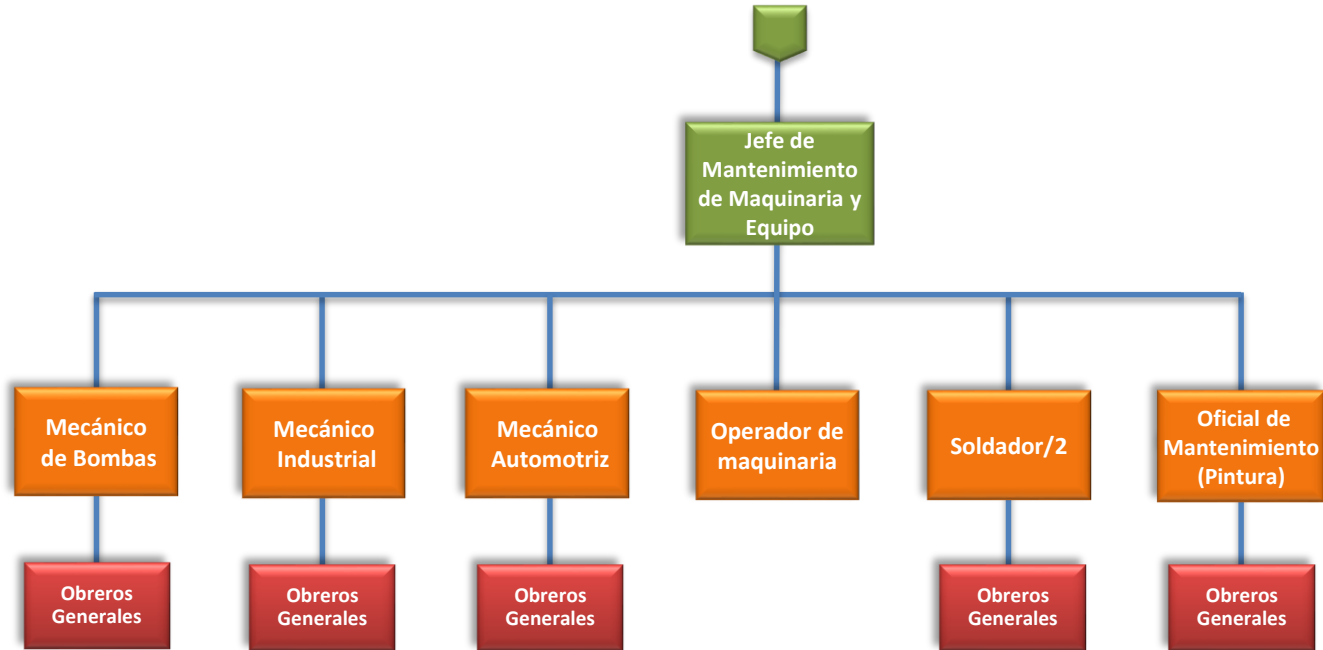 Jefe de
Mantenimiento
de Maquinaria y
Equipo
Mecánico
de Bombas
Mecánico
Industrial
Mecánico
Automotriz
Operador de
maquinaria
Soldador/2
Oficial de
Mantenimiento
(Pintura)
Obreros
Generales
Obreros
Generales
Obreros
Generales
Obreros
Generales
Obreros
Generales